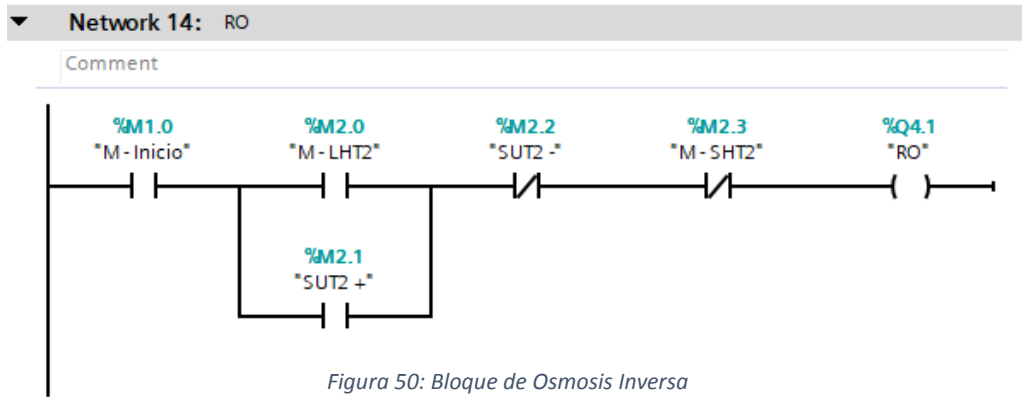 Network 14: RO
Comment
%M1.0 %M2.0 %M2.2 %M2.3 %Q4.1
"M - Inicio" "M - LHT2" "SUT2 -" "M - SHT2" "RO"
%M2.1
"SUT2 +"
Figura 50: Bloque de Osmosis Inversa